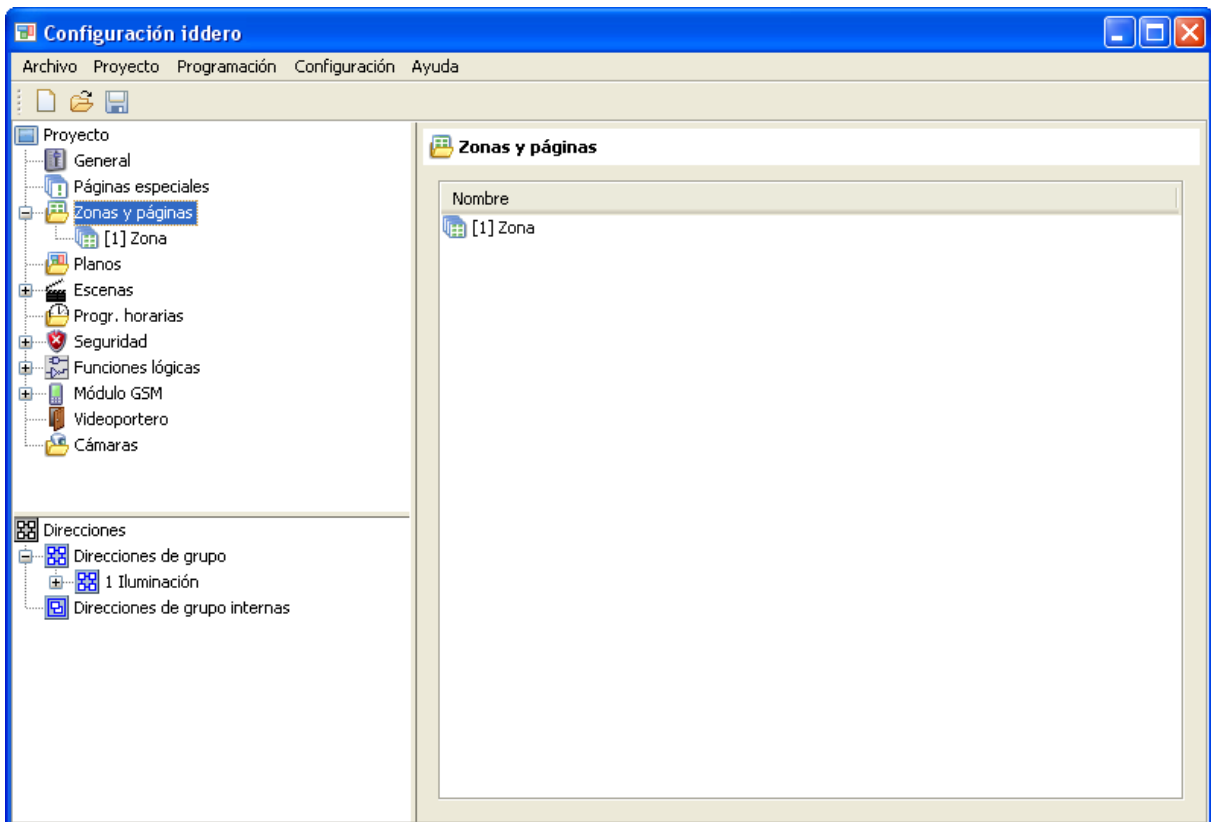 Configuración iddero
Archivo Proyecto Programación Configuración Ayuda
Proyecto
General
Páginas especiales
Zonas y páginas
[1] Zona
Planos
Escenas
Progr. horarias
Seguridad
Funciones lógicas
Módulo GSM
Videoportero
Cámaras
Direcciones
Direcciones de grupo
1 Iluminación
Direcciones de grupo internas
Zonas y páginas
Nombre
[1] Zona